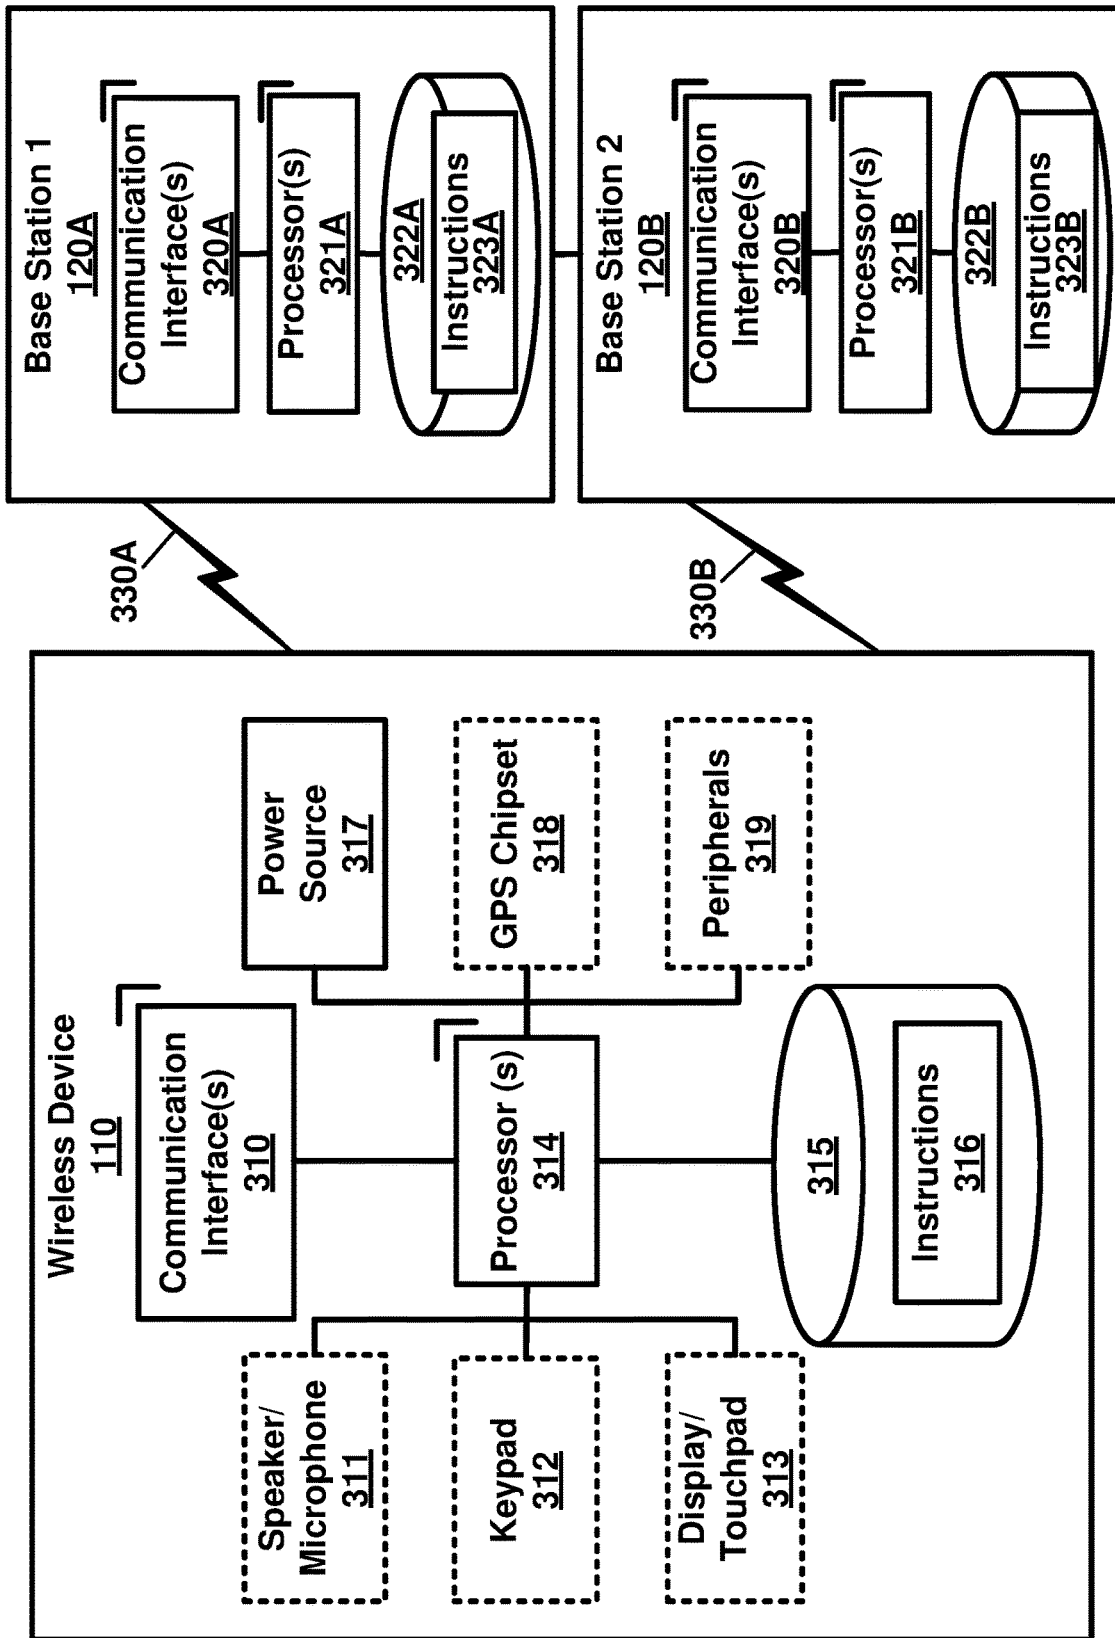 Wireless Device
110
Communication
Interface(s)
310
Speaker/
Microphone
311
Keypad
312
Display/
Touchpad
313
Processor (s)
314
Power
Source
317
GPS Chipset
318
Peripherals
319
315
Instructions
316
330A
330B
Base Station 1
120A
Communication
Interface(s)
320A
Processor(s)
321A
322A
Instructions
323A
Base Station 2
120B
Communication
Interface(s)
320B
Processor(s)
321B
322B
Instructions
323B